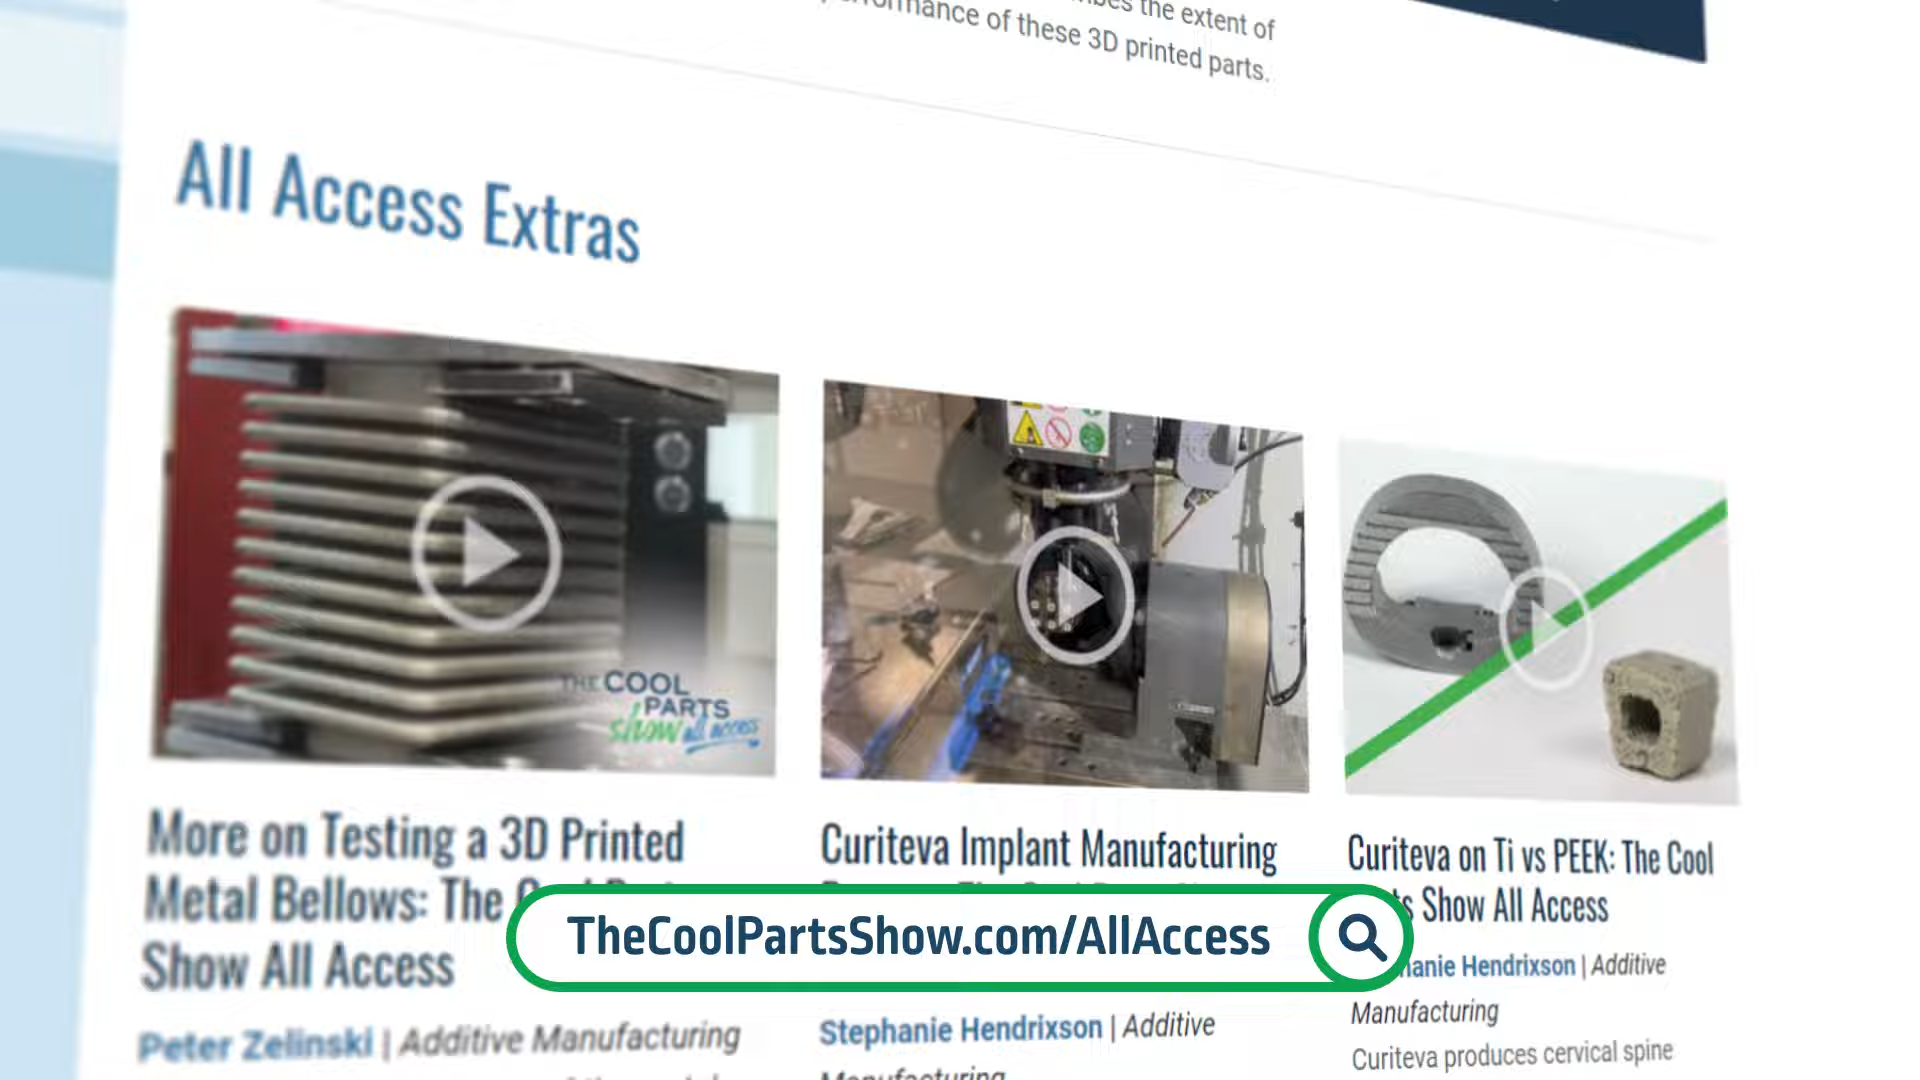 the extent of
of these 3D printed parts.
All Access Extras
THE COOL
PARTS
show all access
More on Testing a 3D Printed
Metal Bellows: The
Show All Access
Peter Zelinski | Additive Manufacturing
Curiteva Implant Manufacturing
Stephanie Hendrixson | Additive
Manufacturing
Curiteva on Ti vs PEEK: The Cool
Show All Access
Hendrixson | Additive
Manufacturing
Curiteva produces cervical spine
TheCoolPartsShow.com/AllAccess